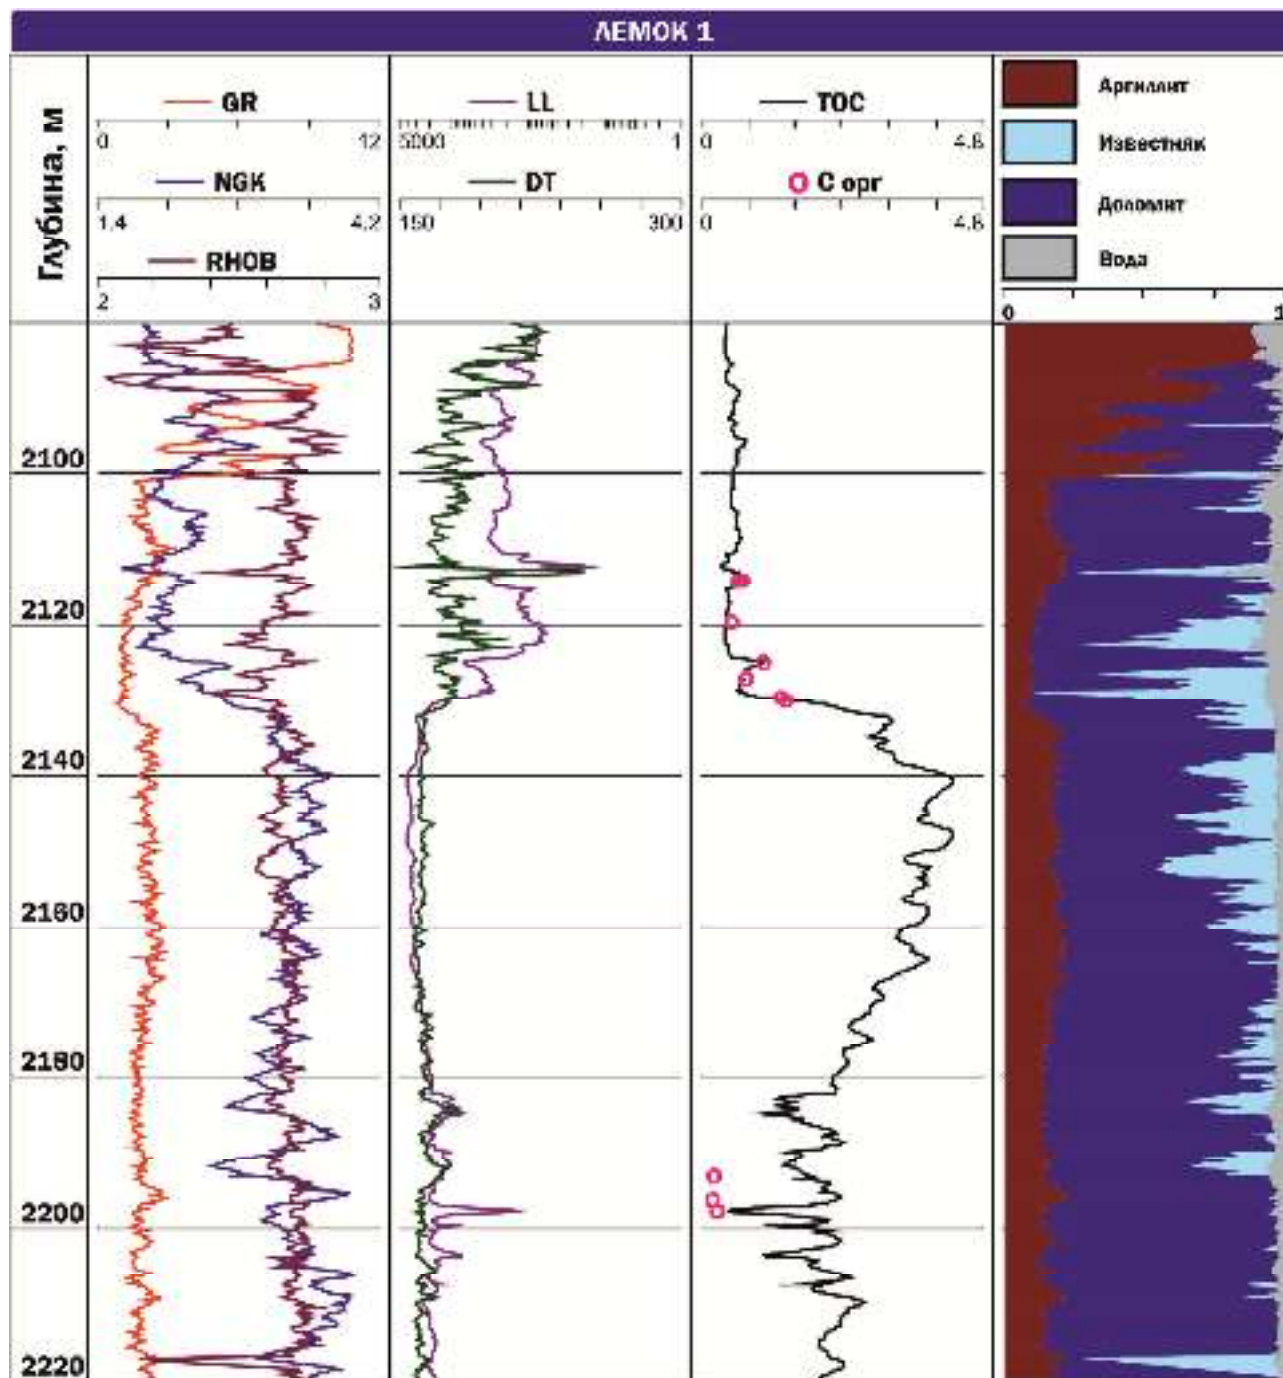 ЛЕМОК 1
Глубина, м
GR
0 12
NGK
1.4 4.2
RHOB
2 3
LL
5000 1
DT
150 300
TOC
0 4.8
С орг
0 4.8
Аргиллит
Известняк
Доломит
Вода
0 1
2100
2120
2140
2160
2180
2200
2220